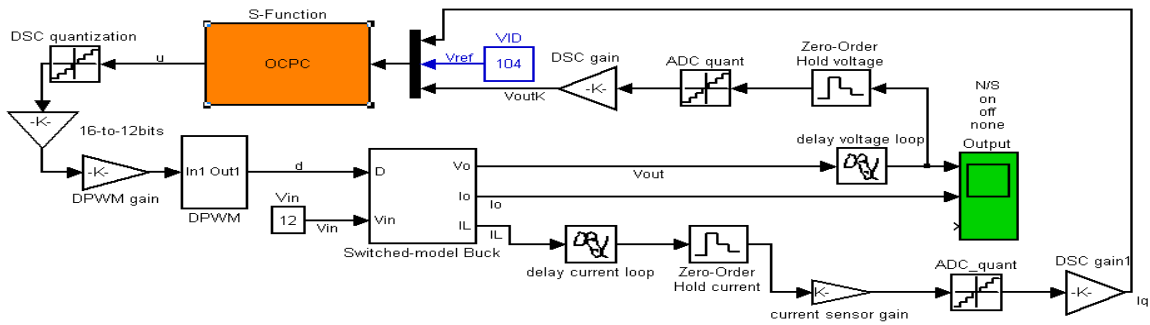 S-Function
DSC quantization
u
OCPC
Vref
VID
104
DSC gain
-K-
VoutK
ADC quant
Zero-Order
Hold voltage
N/S
on
off
none
Output
-K-
16-to-12bits
-K-
DPWM gain
In1 Out1
DPWM
d
Vin
12
Vin
D
Vin
Vo
Io
IL
Switched-model Buck
Vout
Io
IL
delay voltage loop
delay current loop
Zero-Order
Hold current
K-
current sensor gain
ADC_quant
DSC gain1
-K-
Iq